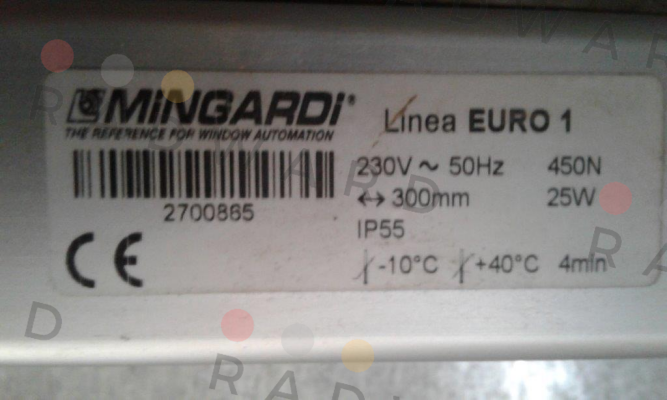 MiNGARDi® Linea EURO 1
THE REFERENCE FOR WINDOW AUTOMATION
230V ~ 50Hz 450N
↔ 300mm 25W
2700865
IP55
CE
-10°C +40°C 4min